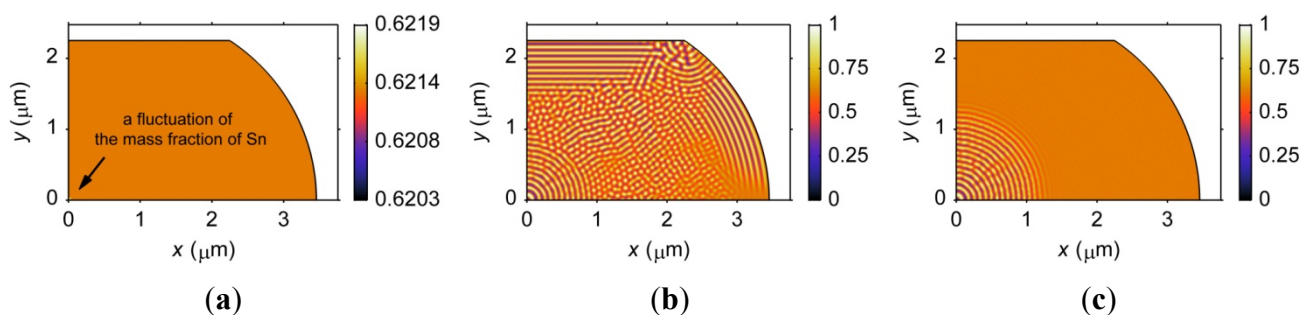 0.6219
0.6214
0.6208
0.6203
2
1
0
y (μm)
a fluctuation of
the mass fraction of Sn
0 1 2 3
x (μm)
(a)
1
0.75
0.5
0.25
0
2
1
0
y (μm)
0 1 2 3
x (μm)
(b)
1
0.75
0.5
0.25
0
2
1
0
y (μm)
0 1 2 3
x (μm)
(c)